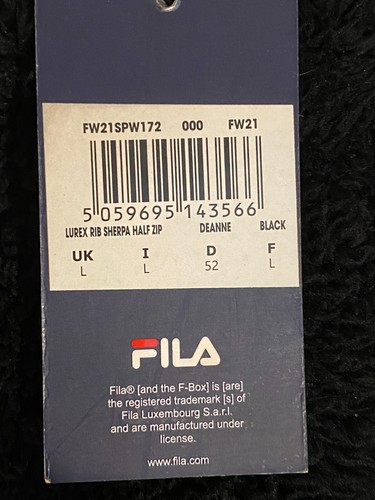 FW21SPW172 000 FW21
5 059695 143566
LUREX RIB SHERPA HALF ZIP DEANNE BLACK
UK I D F
L L 52 L
FILA
Fila® [and the F-Box] is [are]
the registered trademark [s] of
Fila Luxembourg S.a.r.l.
and are manufactured under
license.
www.fila.com